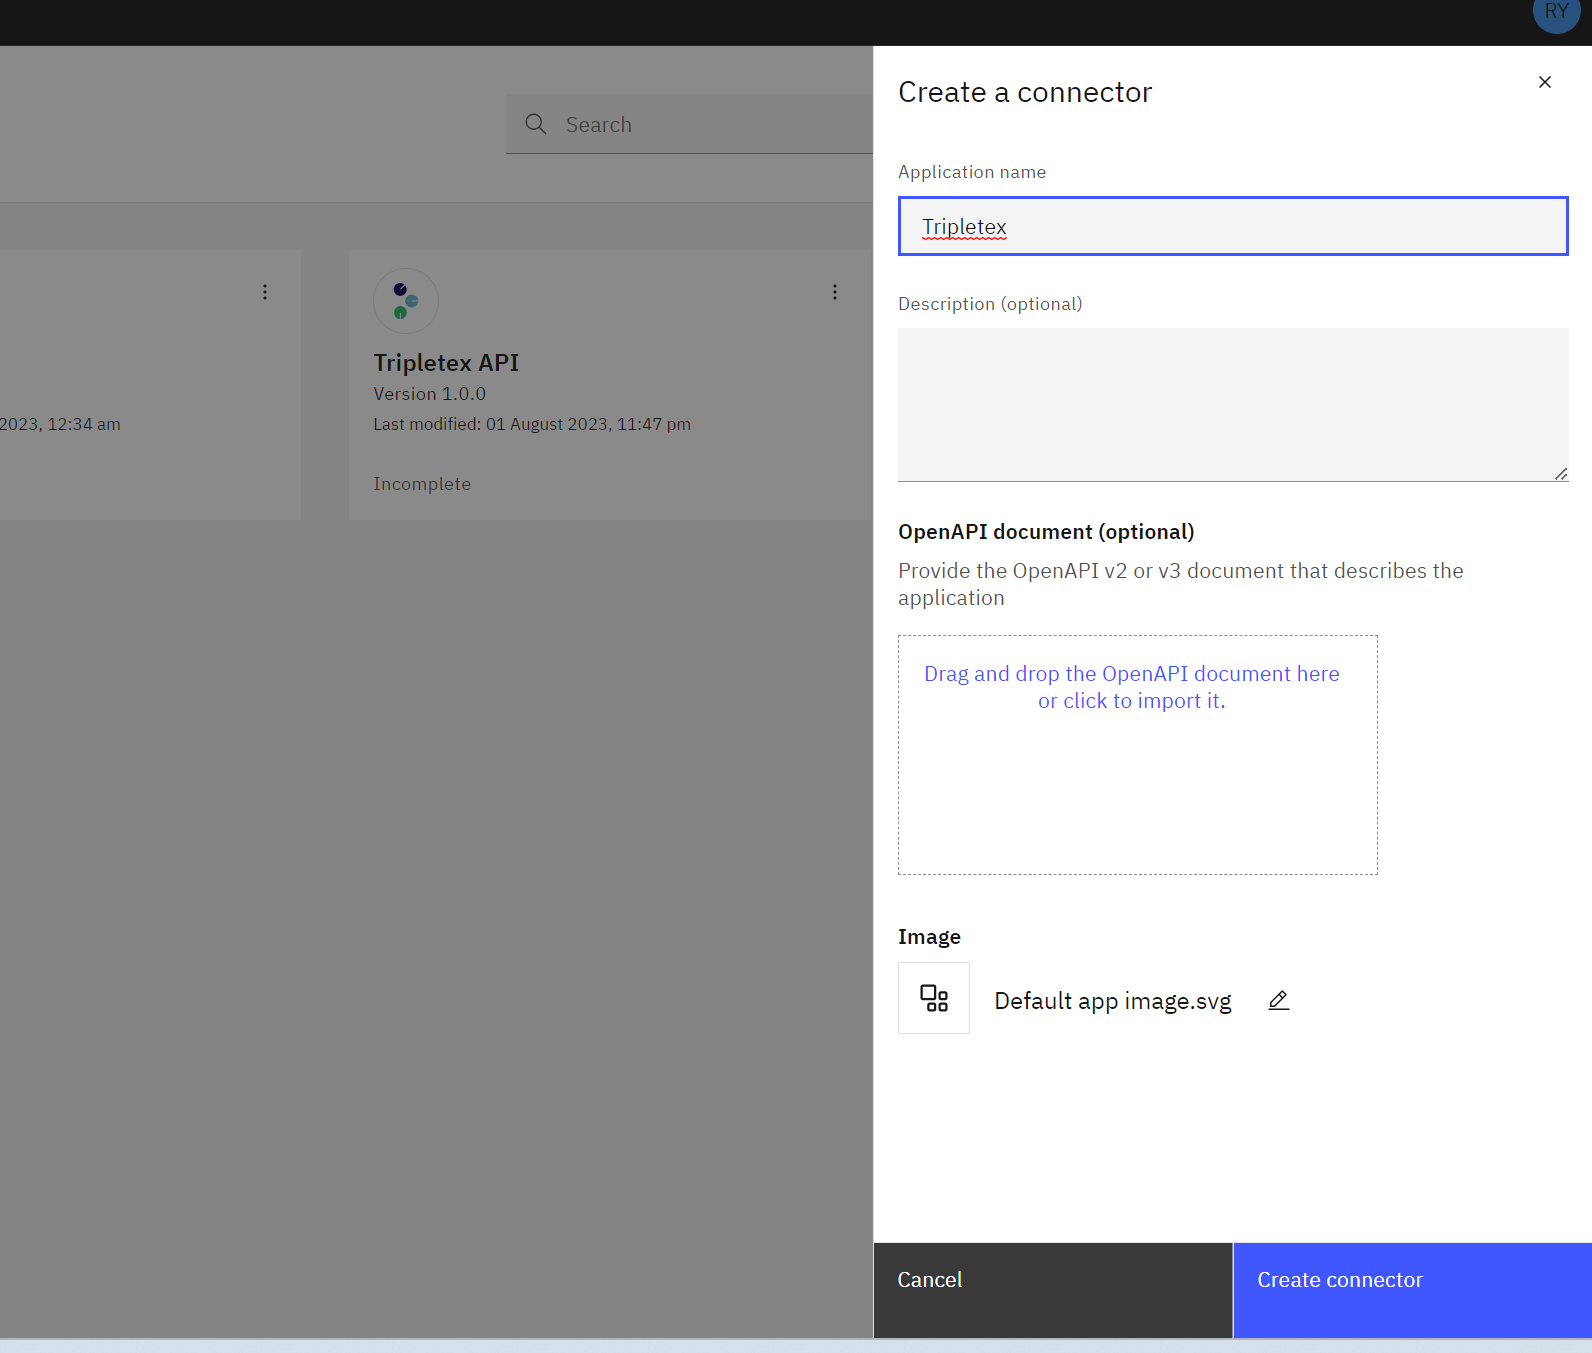 RY
Search
2023, 12:34 am
Tripletex API
Version 1.0.0
Last modified: 01 August 2023, 11:47 pm
Incomplete
Create a connector
Application name
Tripletex
Description (optional)
OpenAPI document (optional)
Provide the OpenAPI v2 or v3 document that describes the
application
Drag and drop the OpenAPI document here
or click to import it.
Image
Default app image.svg
Cancel
Create connector